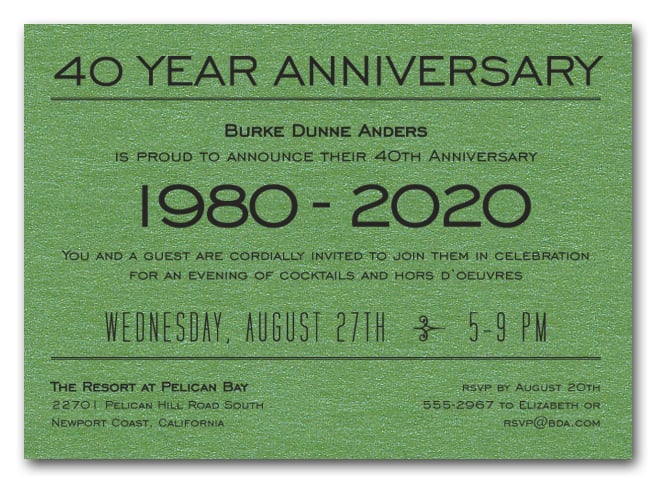 40 YEAR ANNIVERSARY
BURKE DUNNE ANDERS
IS PROUD TO ANNOUNCE THEIR 40TH ANNIVERSARY
1980 - 2020
YOU AND A GUEST ARE CORDIALLY INVITED TO JOIN THEM IN CELEBRATION
FOR AN EVENING OF COCKTAILS AND HORS D'OEUVRES
WEDNESDAY, AUGUST 27TH 5-9 PM
THE RESORT AT PELICAN BAY
22701 PELICAN HILL ROAD SOUTH
NEWPORT COAST, CALIFORNIA
RSVP BY AUGUST 20TH
555-2967 TO ELIZABETH OR
RSVP@BDA.COM